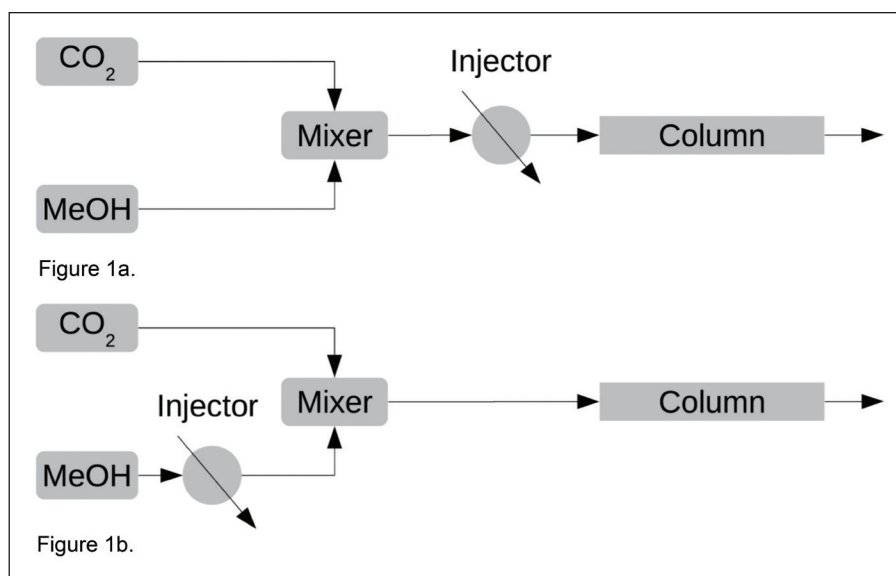 CO2
Injector
Mixer
Column
MeOH
Figure 1a.
CO2
Injector
Mixer
Column
MeOH
Figure 1b.